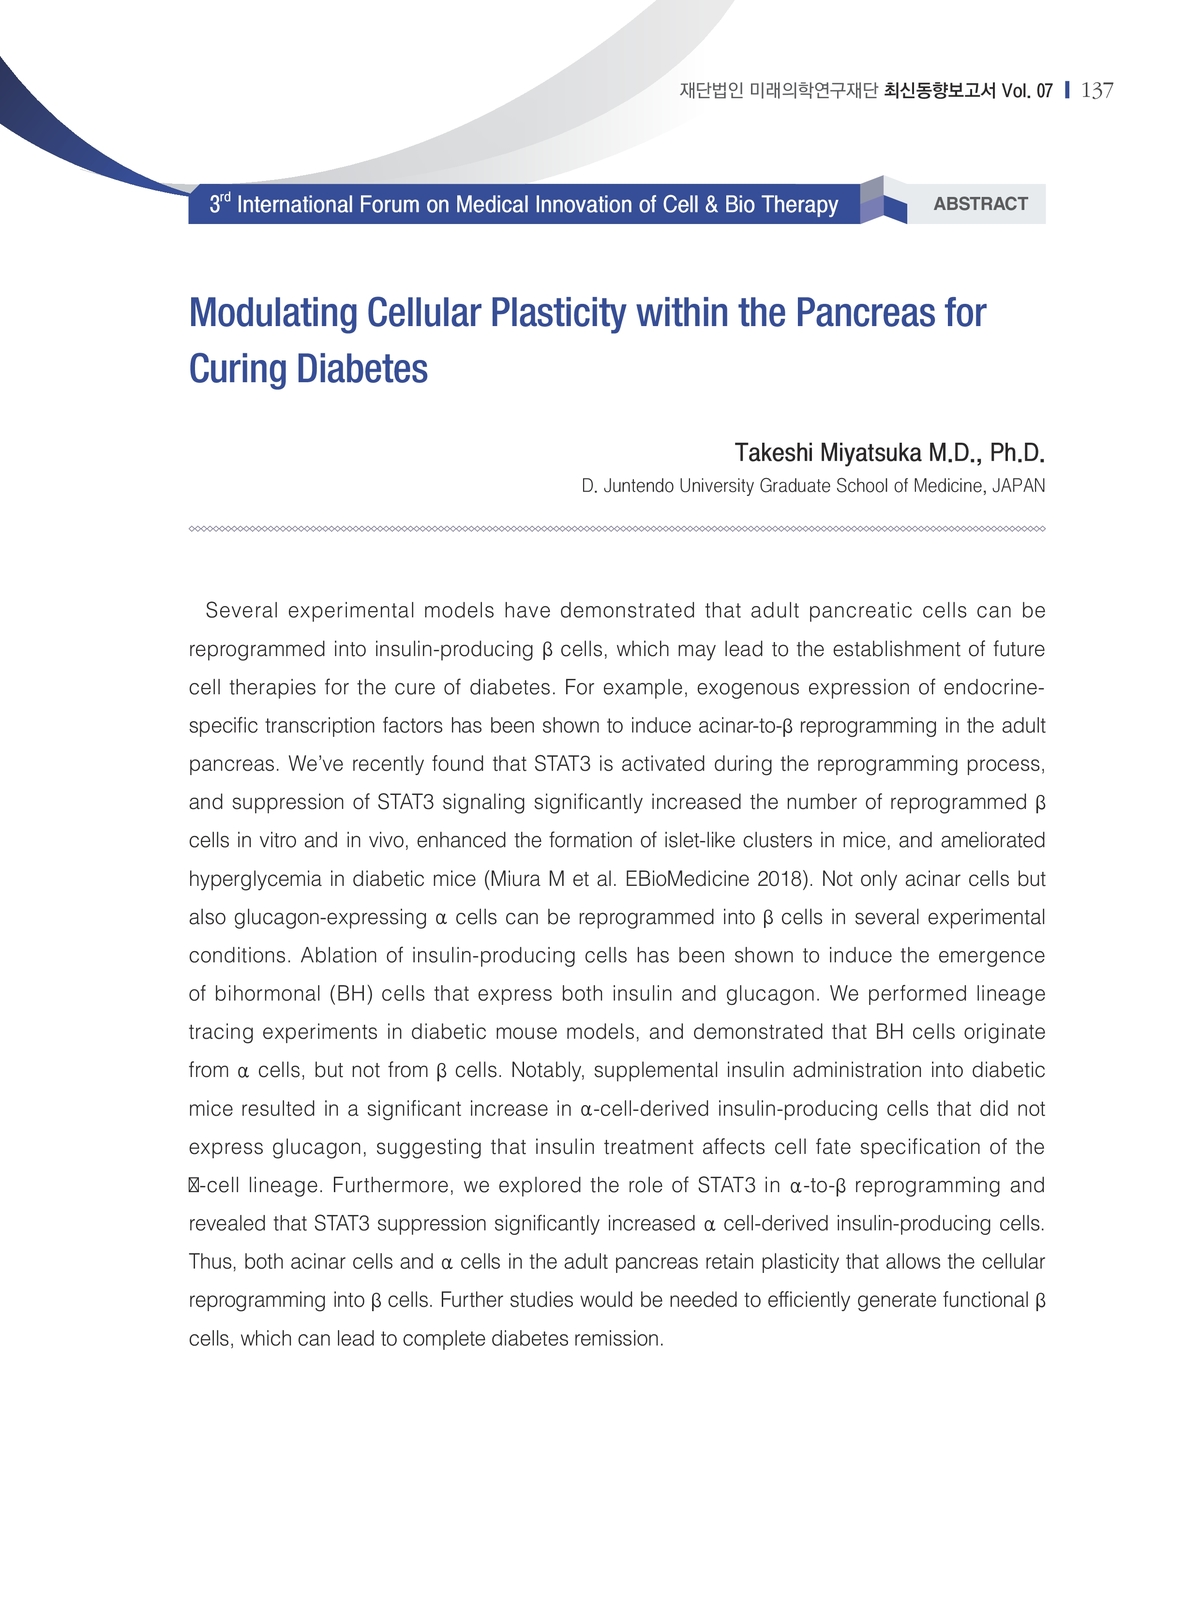 재단법인 미래의학연구재단 최신동향보고서 Vol. 07 137
3rd International Forum on Medical Innovation of Cell & Bio Therapy ABSTRACT
Modulating Cellular Plasticity within the Pancreas for
Curing Diabetes
Takeshi Miyatsuka M.D., Ph.D.
D. Juntendo University Graduate School of Medicine, JAPAN
Several experimental models have demonstrated that adult pancreatic cells can be
reprogrammed into insulin-producing β cells, which may lead to the establishment of future
cell therapies for the cure of diabetes. For example, exogenous expression of endocrine-
specific transcription factors has been shown to induce acinar-to-β reprogramming in the adult
pancreas. We’ve recently found that STAT3 is activated during the reprogramming process,
and suppression of STAT3 signaling significantly increased the number of reprogrammed β
cells in vitro and in vivo, enhanced the formation of islet-like clusters in mice, and ameliorated
hyperglycemia in diabetic mice (Miura M et al. EBioMedicine 2018). Not only acinar cells but
also glucagon-expressing α cells can be reprogrammed into β cells in several experimental
conditions. Ablation of insulin-producing cells has been shown to induce the emergence
of bihormonal (BH) cells that express both insulin and glucagon. We performed lineage
tracing experiments in diabetic mouse models, and demonstrated that BH cells originate
from α cells, but not from β cells. Notably, supplemental insulin administration into diabetic
mice resulted in a significant increase in α-cell-derived insulin-producing cells that did not
express glucagon, suggesting that insulin treatment affects cell fate specification of the
-cell lineage. Furthermore, we explored the role of STAT3 in α-to-β reprogramming and
revealed that STAT3 suppression significantly increased α cell-derived insulin-producing cells.
Thus, both acinar cells and α cells in the adult pancreas retain plasticity that allows the cellular
reprogramming into β cells. Further studies would be needed to efficiently generate functional β
cells, which can lead to complete diabetes remission.